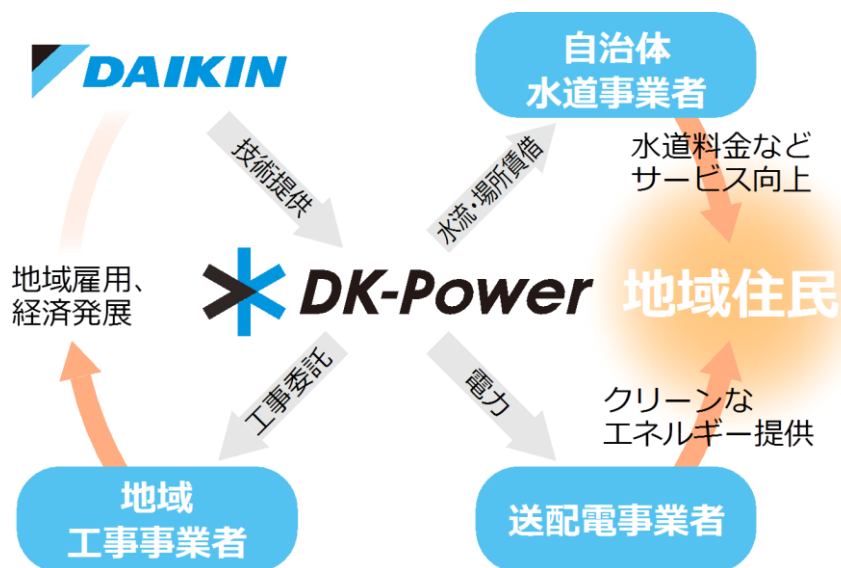 DAIKIN
自治体
水道事業者
技術提供
水流・場所賃借
水道料金など
サービス向上
地域雇用、
経済発展
DK-Power
地域住民
工事委託
電力
クリーンな
エネルギー提供
地域
工事事業者
送配電事業者